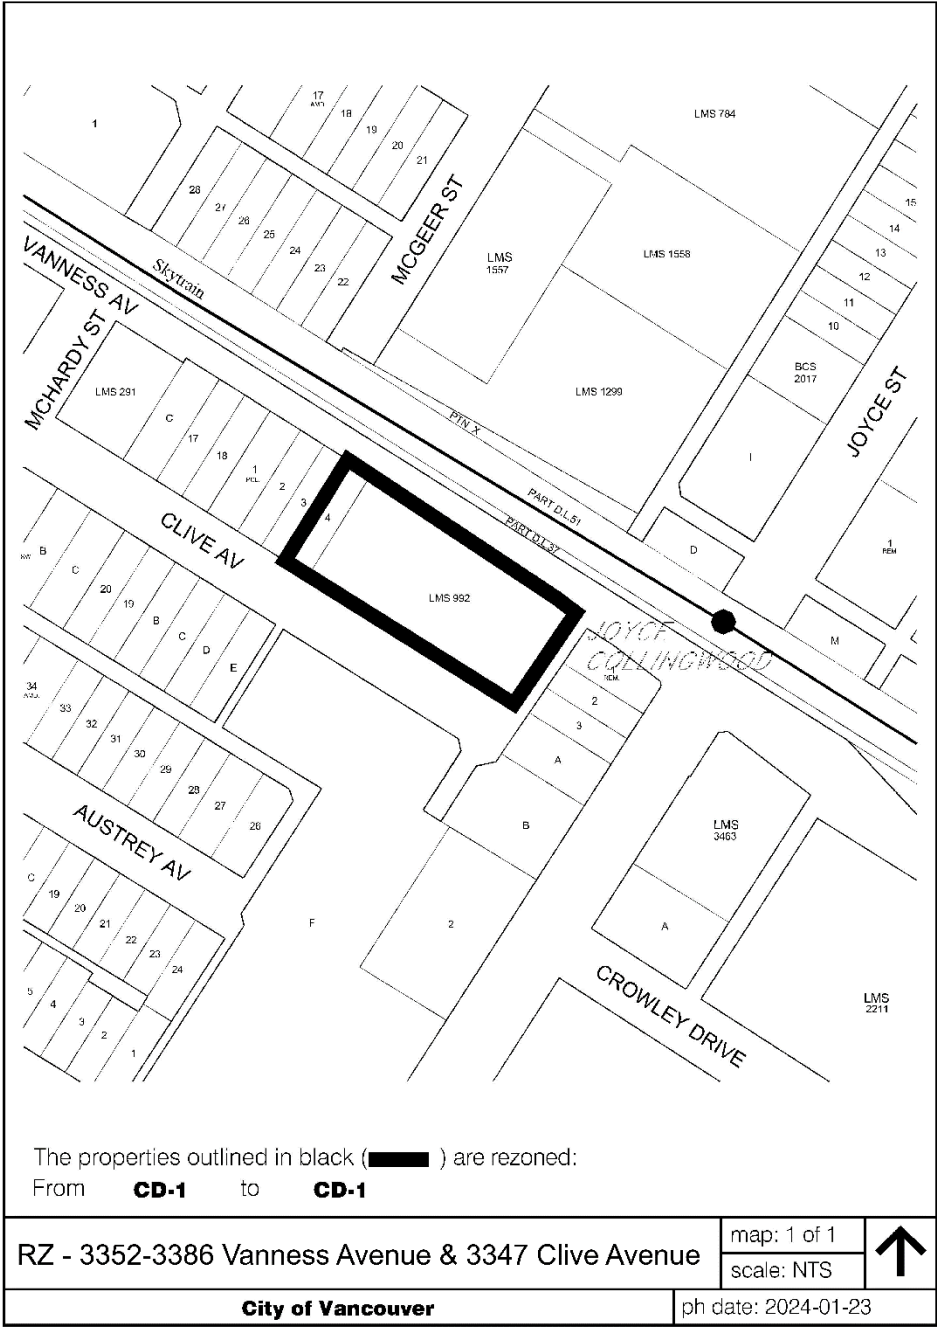 17
AMD.
18
19
20
21
1
28
27
26
25
24
23
22
MCGEER ST
LMS 784
LMS
1557
LMS 1558
15
14
13
12
11
10
BCS
2017
JOYCE ST
VANNESS AV
Skytrain
MCHARDY ST
LMS 291
C
17
18
1
PCL.
2
3
4
PTN X
LMS 1299
I
PART D.L.51
PART D.L.37
D
1
REM
M
CLIVE AV
LMS 992
JOYCE
COLLINGWOOD
B
C
20
19
B
C
D
E
REM.
2
3
A
B
34
AMD.
33
32
31
30
29
28
27
26
AUSTREY AV
LMS
3463
A
C
19
20
21
22
23
24
F
2
5
4
3
2
1
CROWLEY DRIVE
LMS
2211
The properties outlined in black ( ) are rezoned:
From CD-1 to CD-1
RZ - 3352-3386 Vanness Avenue & 3347 Clive Avenue
map: 1 of 1
scale: NTS
City of Vancouver
ph date: 2024-01-23